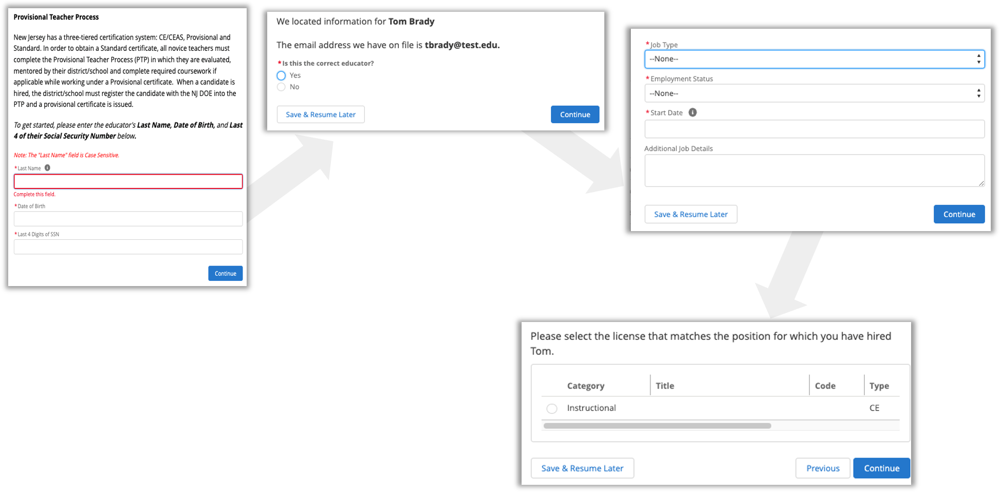 Provisional Teacher Process
New Jersey has a three-tiered certification system: CE/CEAS, Provisional and
Standard. In order to obtain a Standard certificate, all novice teachers must
complete the Provisional Teacher Process (PTP) in which they are evaluated,
mentored by their district/school and complete required coursework if
applicable while working under a Provisional certificate. When a candidate is
hired, the district/school must register the candidate with the NJ DOE into the
PTP and a provisional certificate is issued.
To get started, please enter the educator's Last Name, Date of Birth, and Last
4 of their Social Security Number below.
Note: The "Last Name" field is Case Sensitive.
*Last Name
Complete this field.
*Date of Birth
*Last 4 Digits of SSN
Continue
We located information for Tom Brady
The email address we have on file is tbrady@test.edu.
*Is this the correct educator?
Yes
No
Save & Resume Later
Continue
*Job Type
--None--
*Employment Status
--None--
*Start Date
Additional Job Details
Save & Resume Later
Continue
Please select the license that matches the position for which you have hired
Tom.
Category Title Code Type
Instructional CE
Save & Resume Later
Previous
Continue